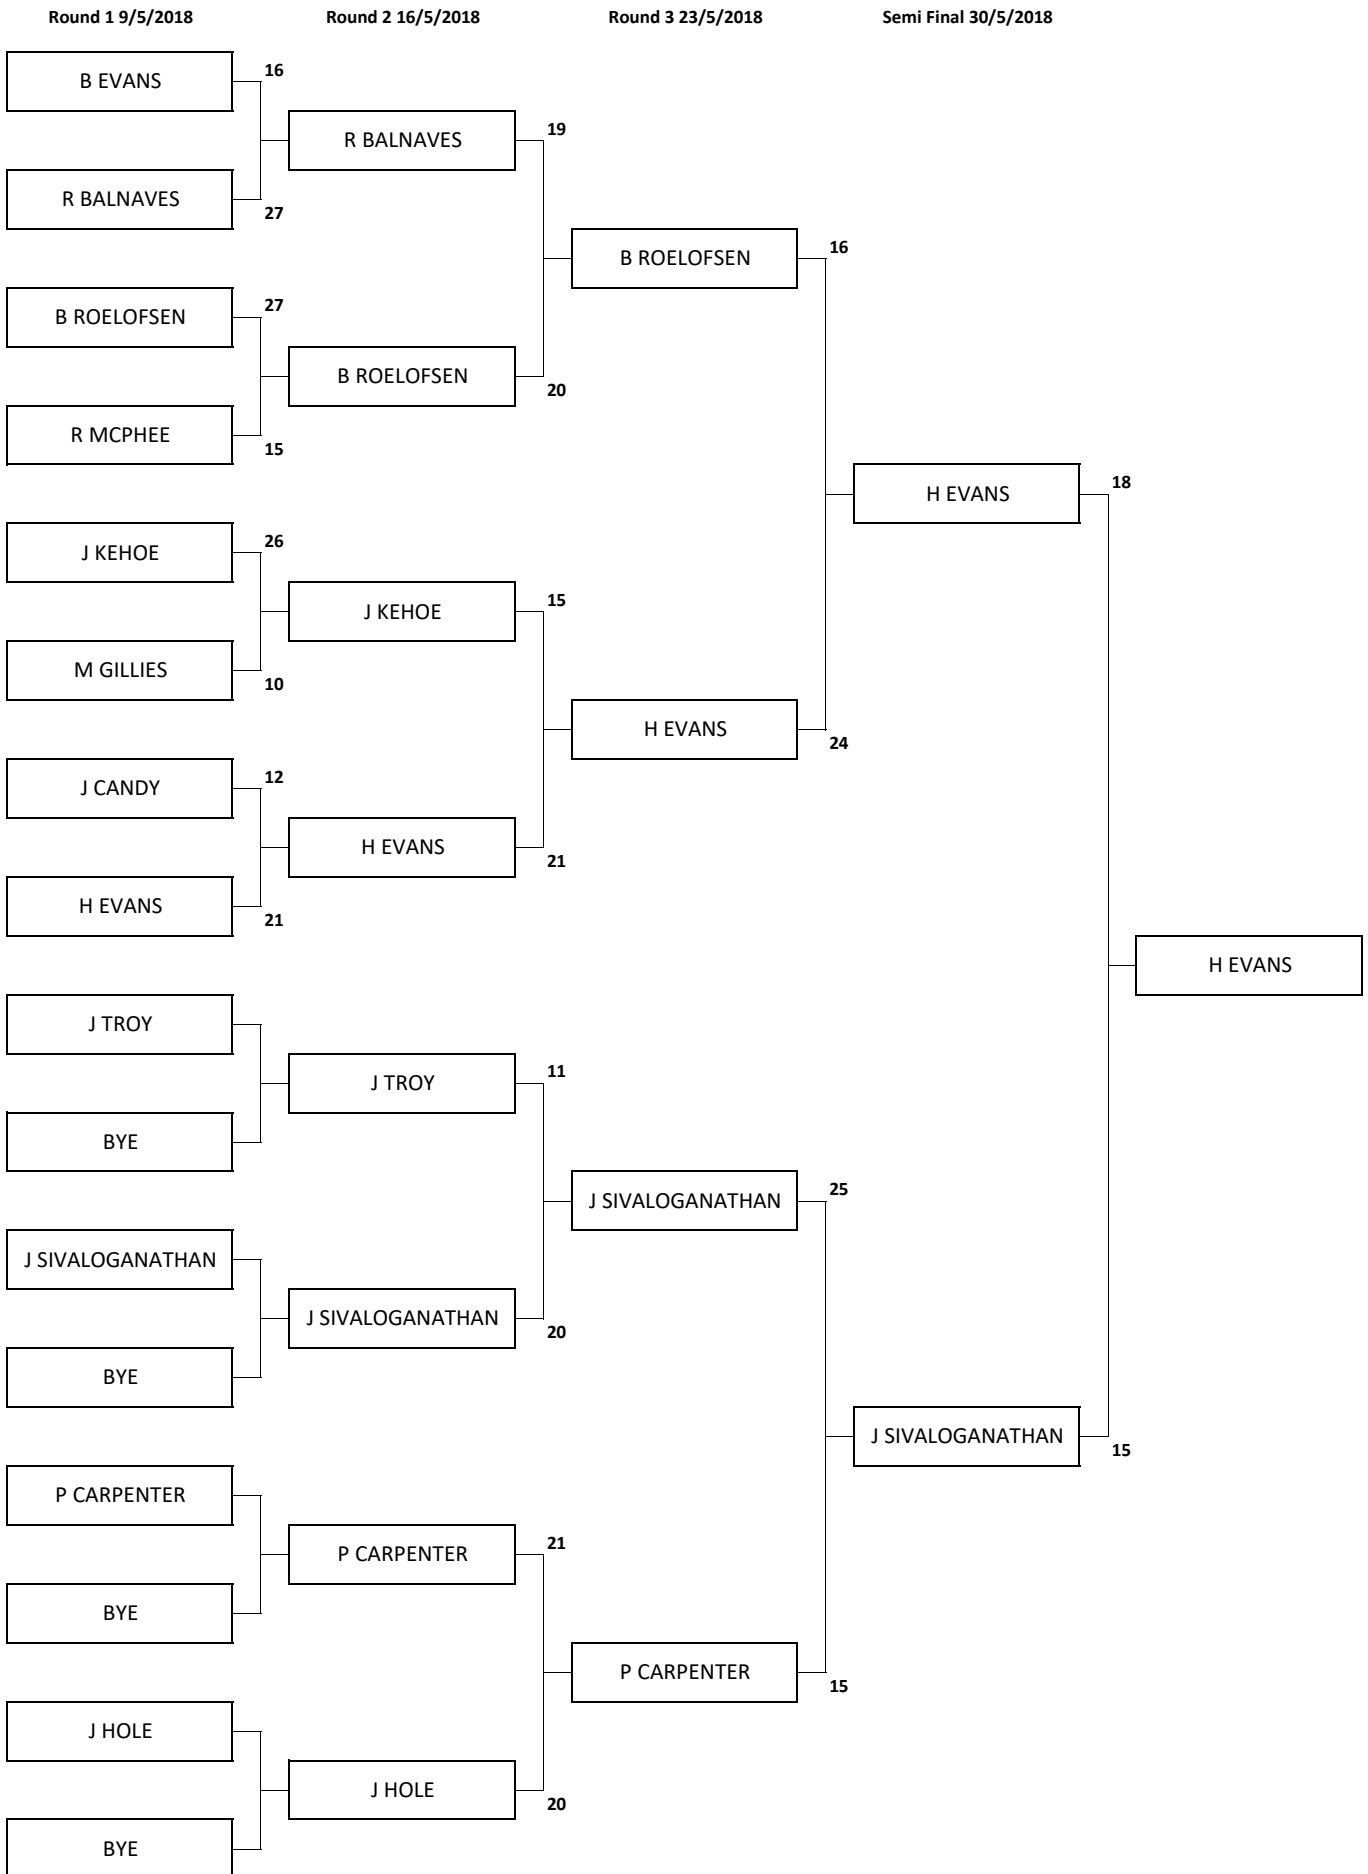 Round 1 9/5/2018 Round 2 16/5/2018 Round 3 23/5/2018 Semi Final 30/5/2018
B EVANS 16
R BALNAVES 19
R BALNAVES 27
B ROELOFSEN 16
B ROELOFSEN 27
B ROELOFSEN 20
R MCPHEE 15
H EVANS 18
J KEHOE 26
J KEHOE 15
M GILLIES 10
H EVANS 24
J CANDY 12
H EVANS 21
H EVANS 21
H EVANS
J TROY
J TROY 11
BYE
J SIVALOGANATHAN 25
J SIVALOGANATHAN
J SIVALOGANATHAN 20
BYE
J SIVALOGANATHAN 15
P CARPENTER
P CARPENTER 21
BYE
P CARPENTER 15
J HOLE
J HOLE 20
BYE